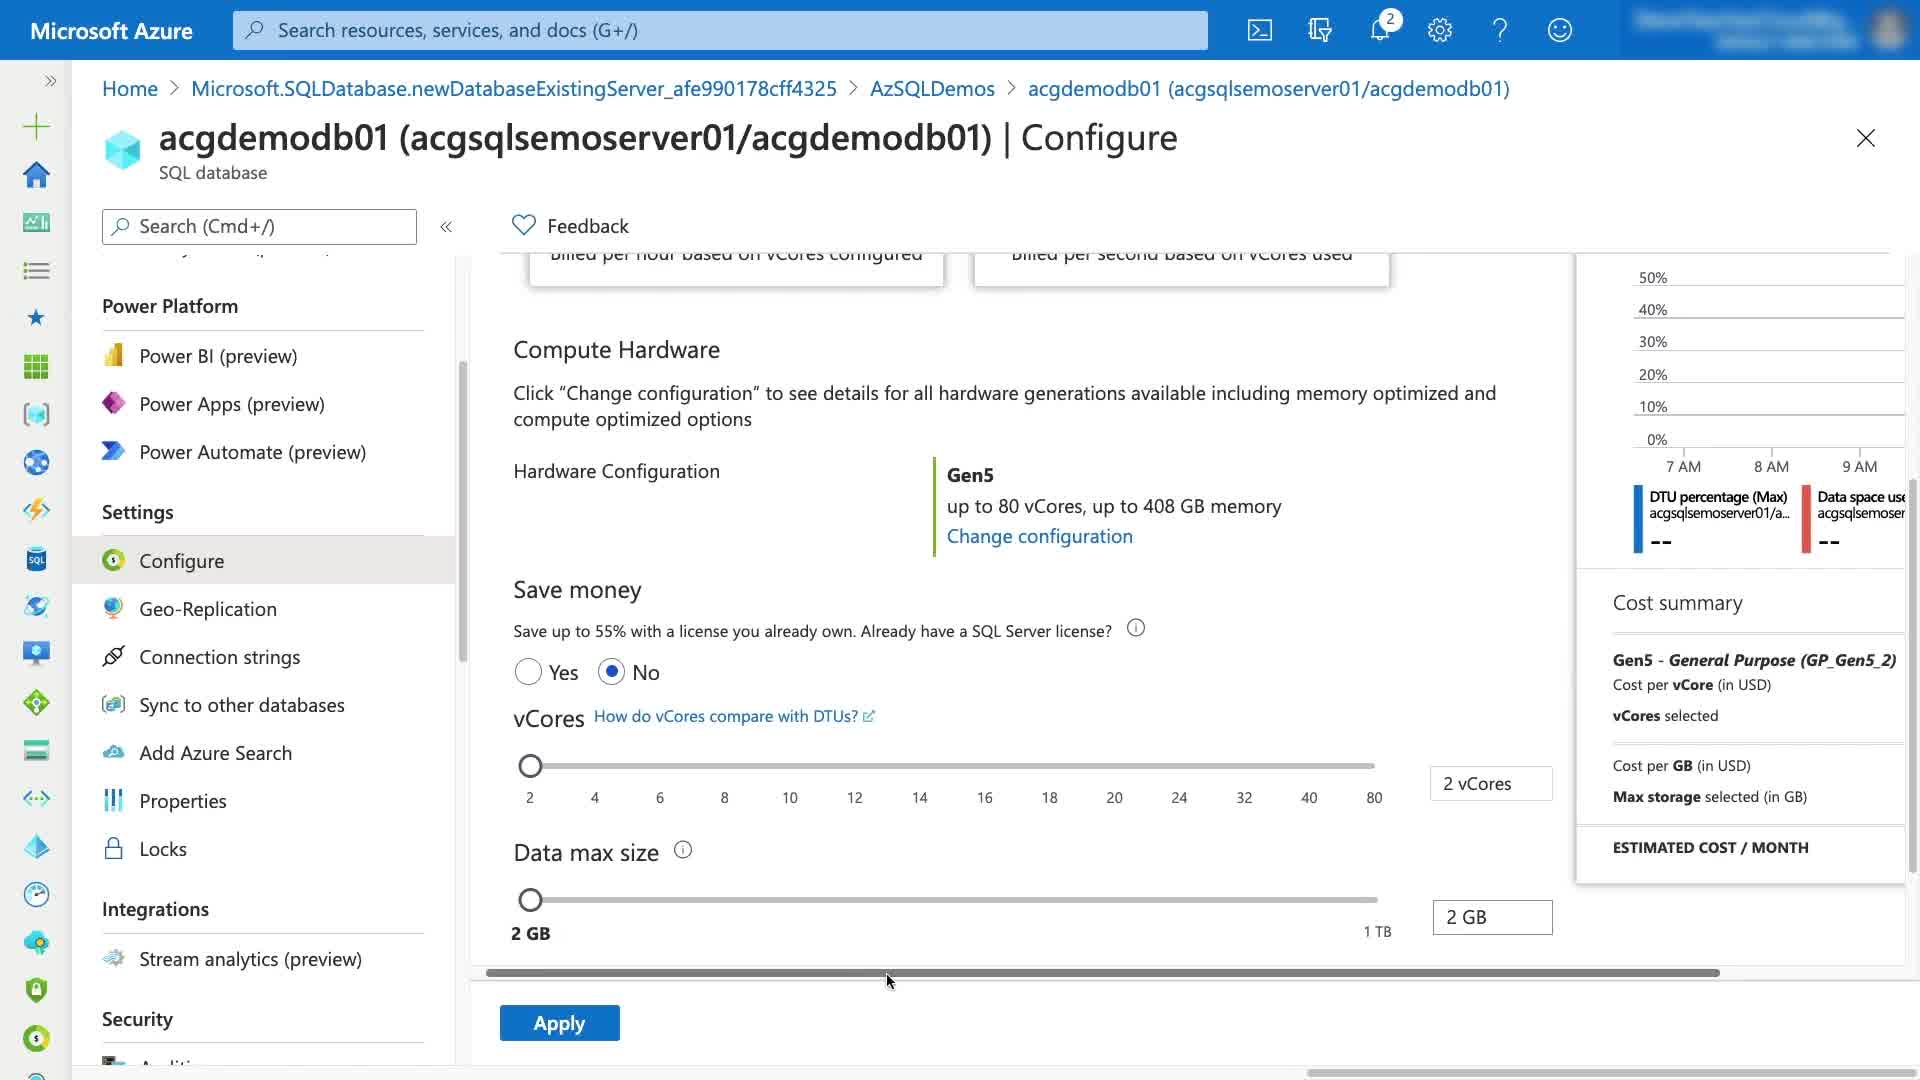 Microsoft Azure
Search resources, services, and docs (G+/)
2
Home > Microsoft.SQLDatabase.newDatabaseExistingServer_afe990178cff4325 > AzSQLDemos > acgdemodb01 (acgsqlsemoserver01/acgdemodb01)
acgdemodb01 (acgsqlsemoserver01/acgdemodb01) | Configure
SQL database
Search (Cmd+/)
«
Feedback
Power Platform
Power BI (preview)
Power Apps (preview)
Power Automate (preview)
Settings
Configure
Geo-Replication
Connection strings
Sync to other databases
Add Azure Search
Properties
Locks
Integrations
Stream analytics (preview)
Security
Billed per hour based on vCores configured
Billed per second based on vCores used
Compute Hardware
Click “Change configuration” to see details for all hardware generations available including memory optimized and
compute optimized options
Hardware Configuration
Gen5
up to 80 vCores, up to 408 GB memory
Change configuration
Save money
Save up to 55% with a license you already own. Already have a SQL Server license?
Yes No
vCores How do vCores compare with DTUs?
2 4 6 8 10 12 14 16 18 20 24 32 40 80
2 vCores
Data max size
2 GB
1 TB
2 GB
Apply
50%
40%
30%
20%
10%
0%
7 AM 8 AM 9 AM
DTU percentage (Max)
acgsqlsemoserver01/a...
--
Data space use
acgsqlsemoser
--
Cost summary
Gen5 - General Purpose (GP_Gen5_2)
Cost per vCore (in USD)
vCores selected
Cost per GB (in USD)
Max storage selected (in GB)
ESTIMATED COST / MONTH